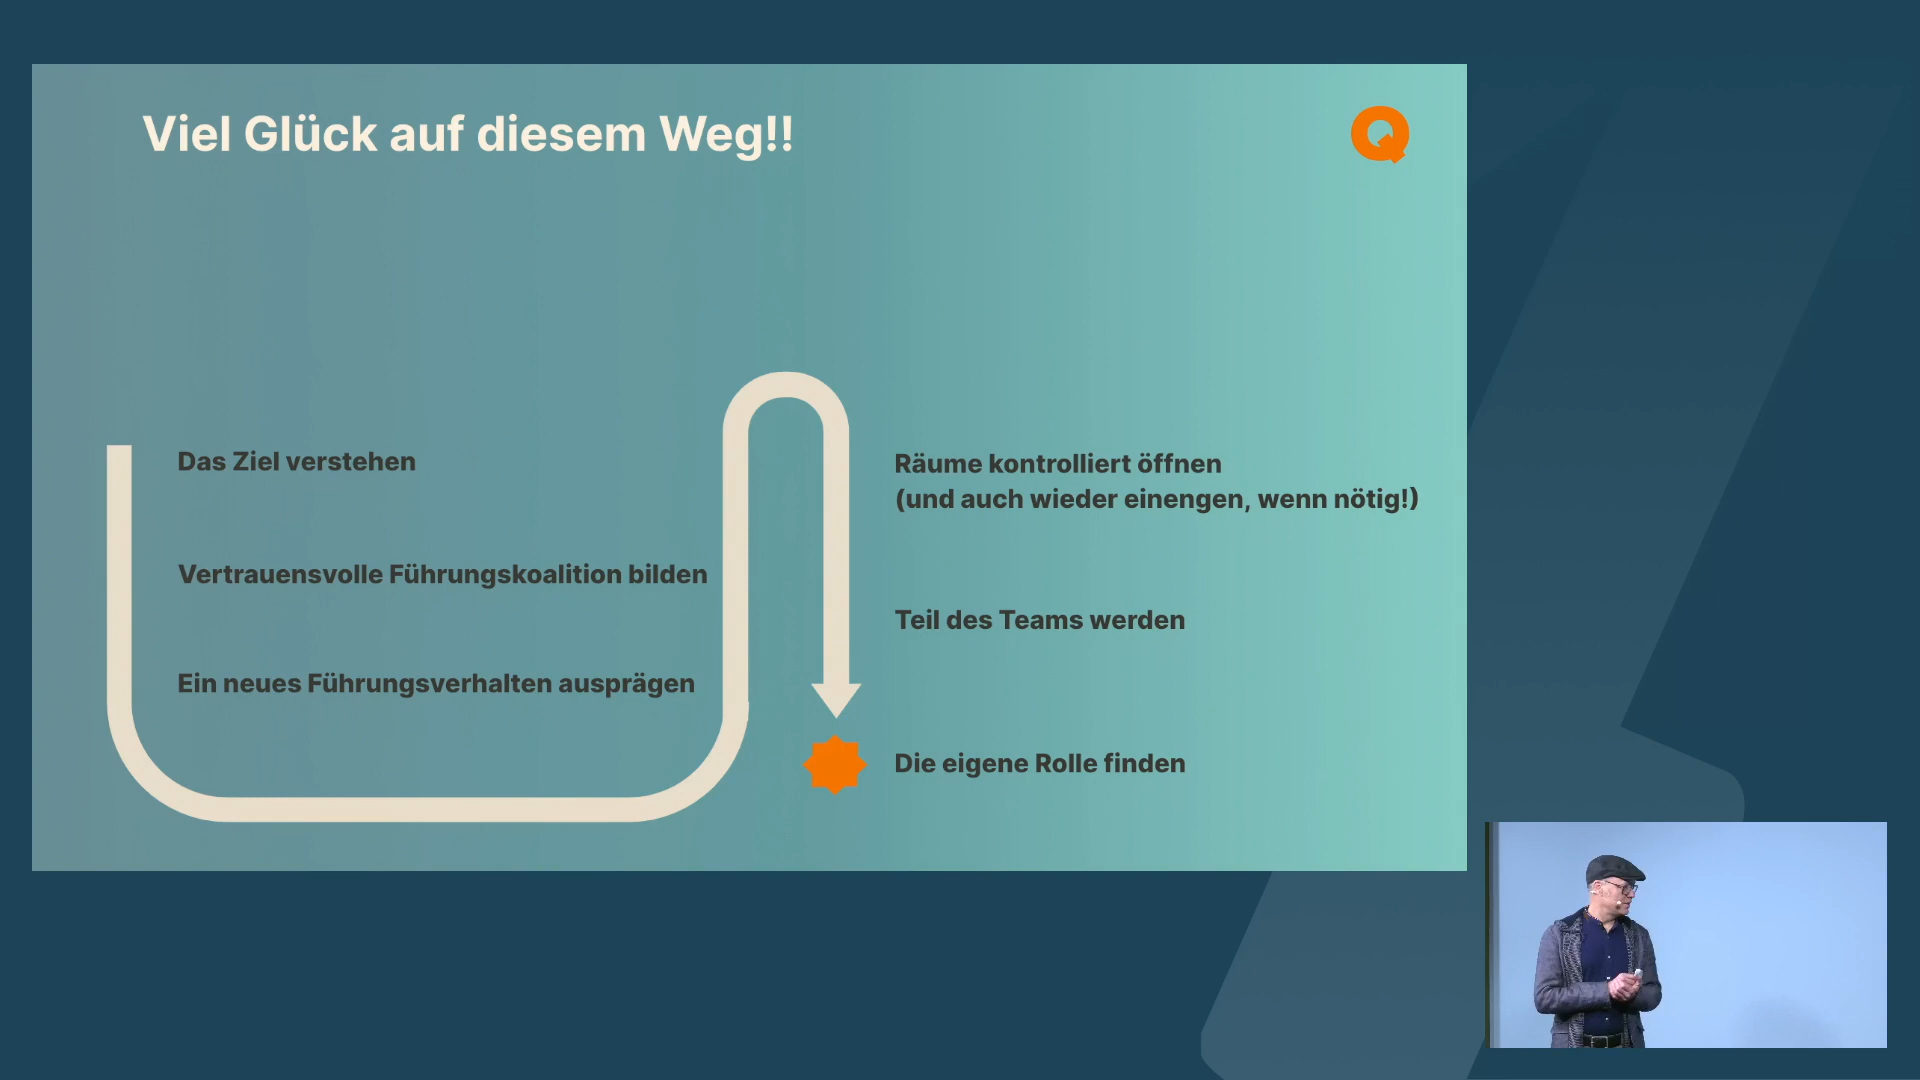 Viel Glück auf diesem Weg!!
Q
Das Ziel verstehen
Vertrauensvolle Führungskoalition bilden
Ein neues Führungsverhalten ausprägen
Räume kontrolliert öffnen
(und auch wieder einengen, wenn nötig!)
Teil des Teams werden
Die eigene Rolle finden